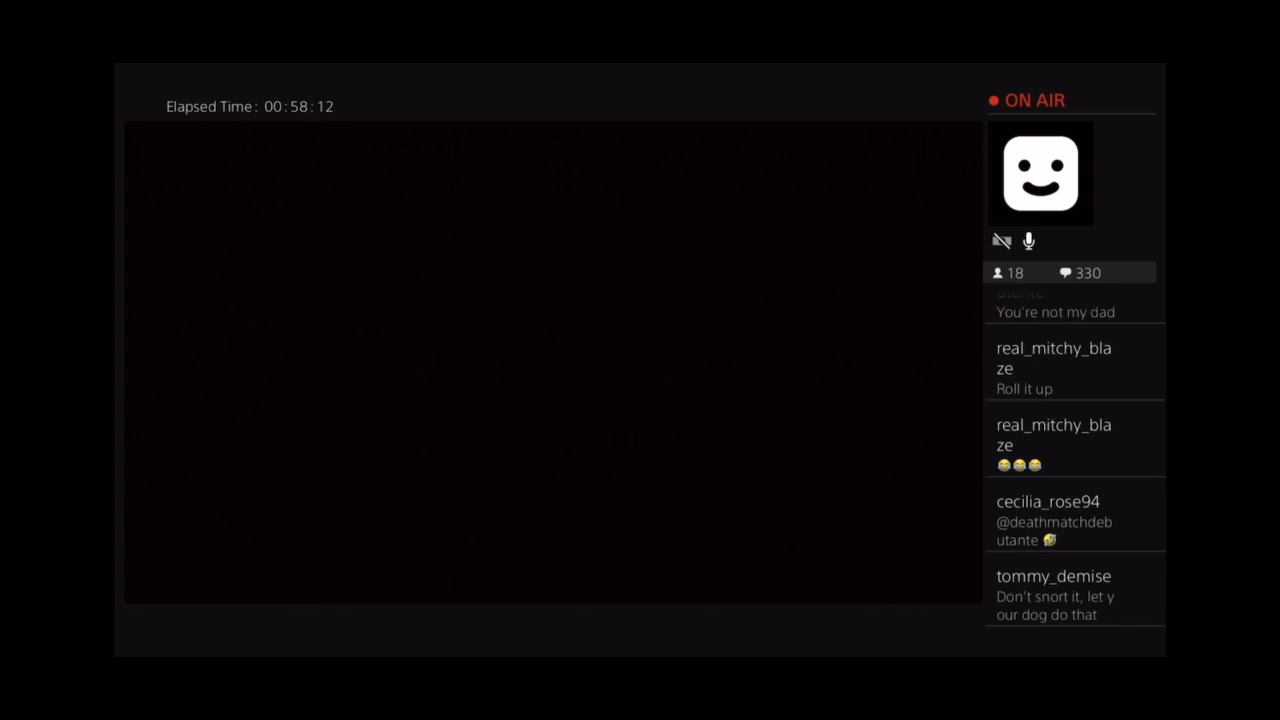 Elapsed Time: 00:58:12
ON AIR
18 330
utante
You're not my dad
real_mitchy_bla
ze
Roll it up
real_mitchy_bla
ze
😂😂😂
cecilia_rose94
@deathmatchdeb
utante 🤣
tommy_demise
Don't snort it, let y
our dog do that